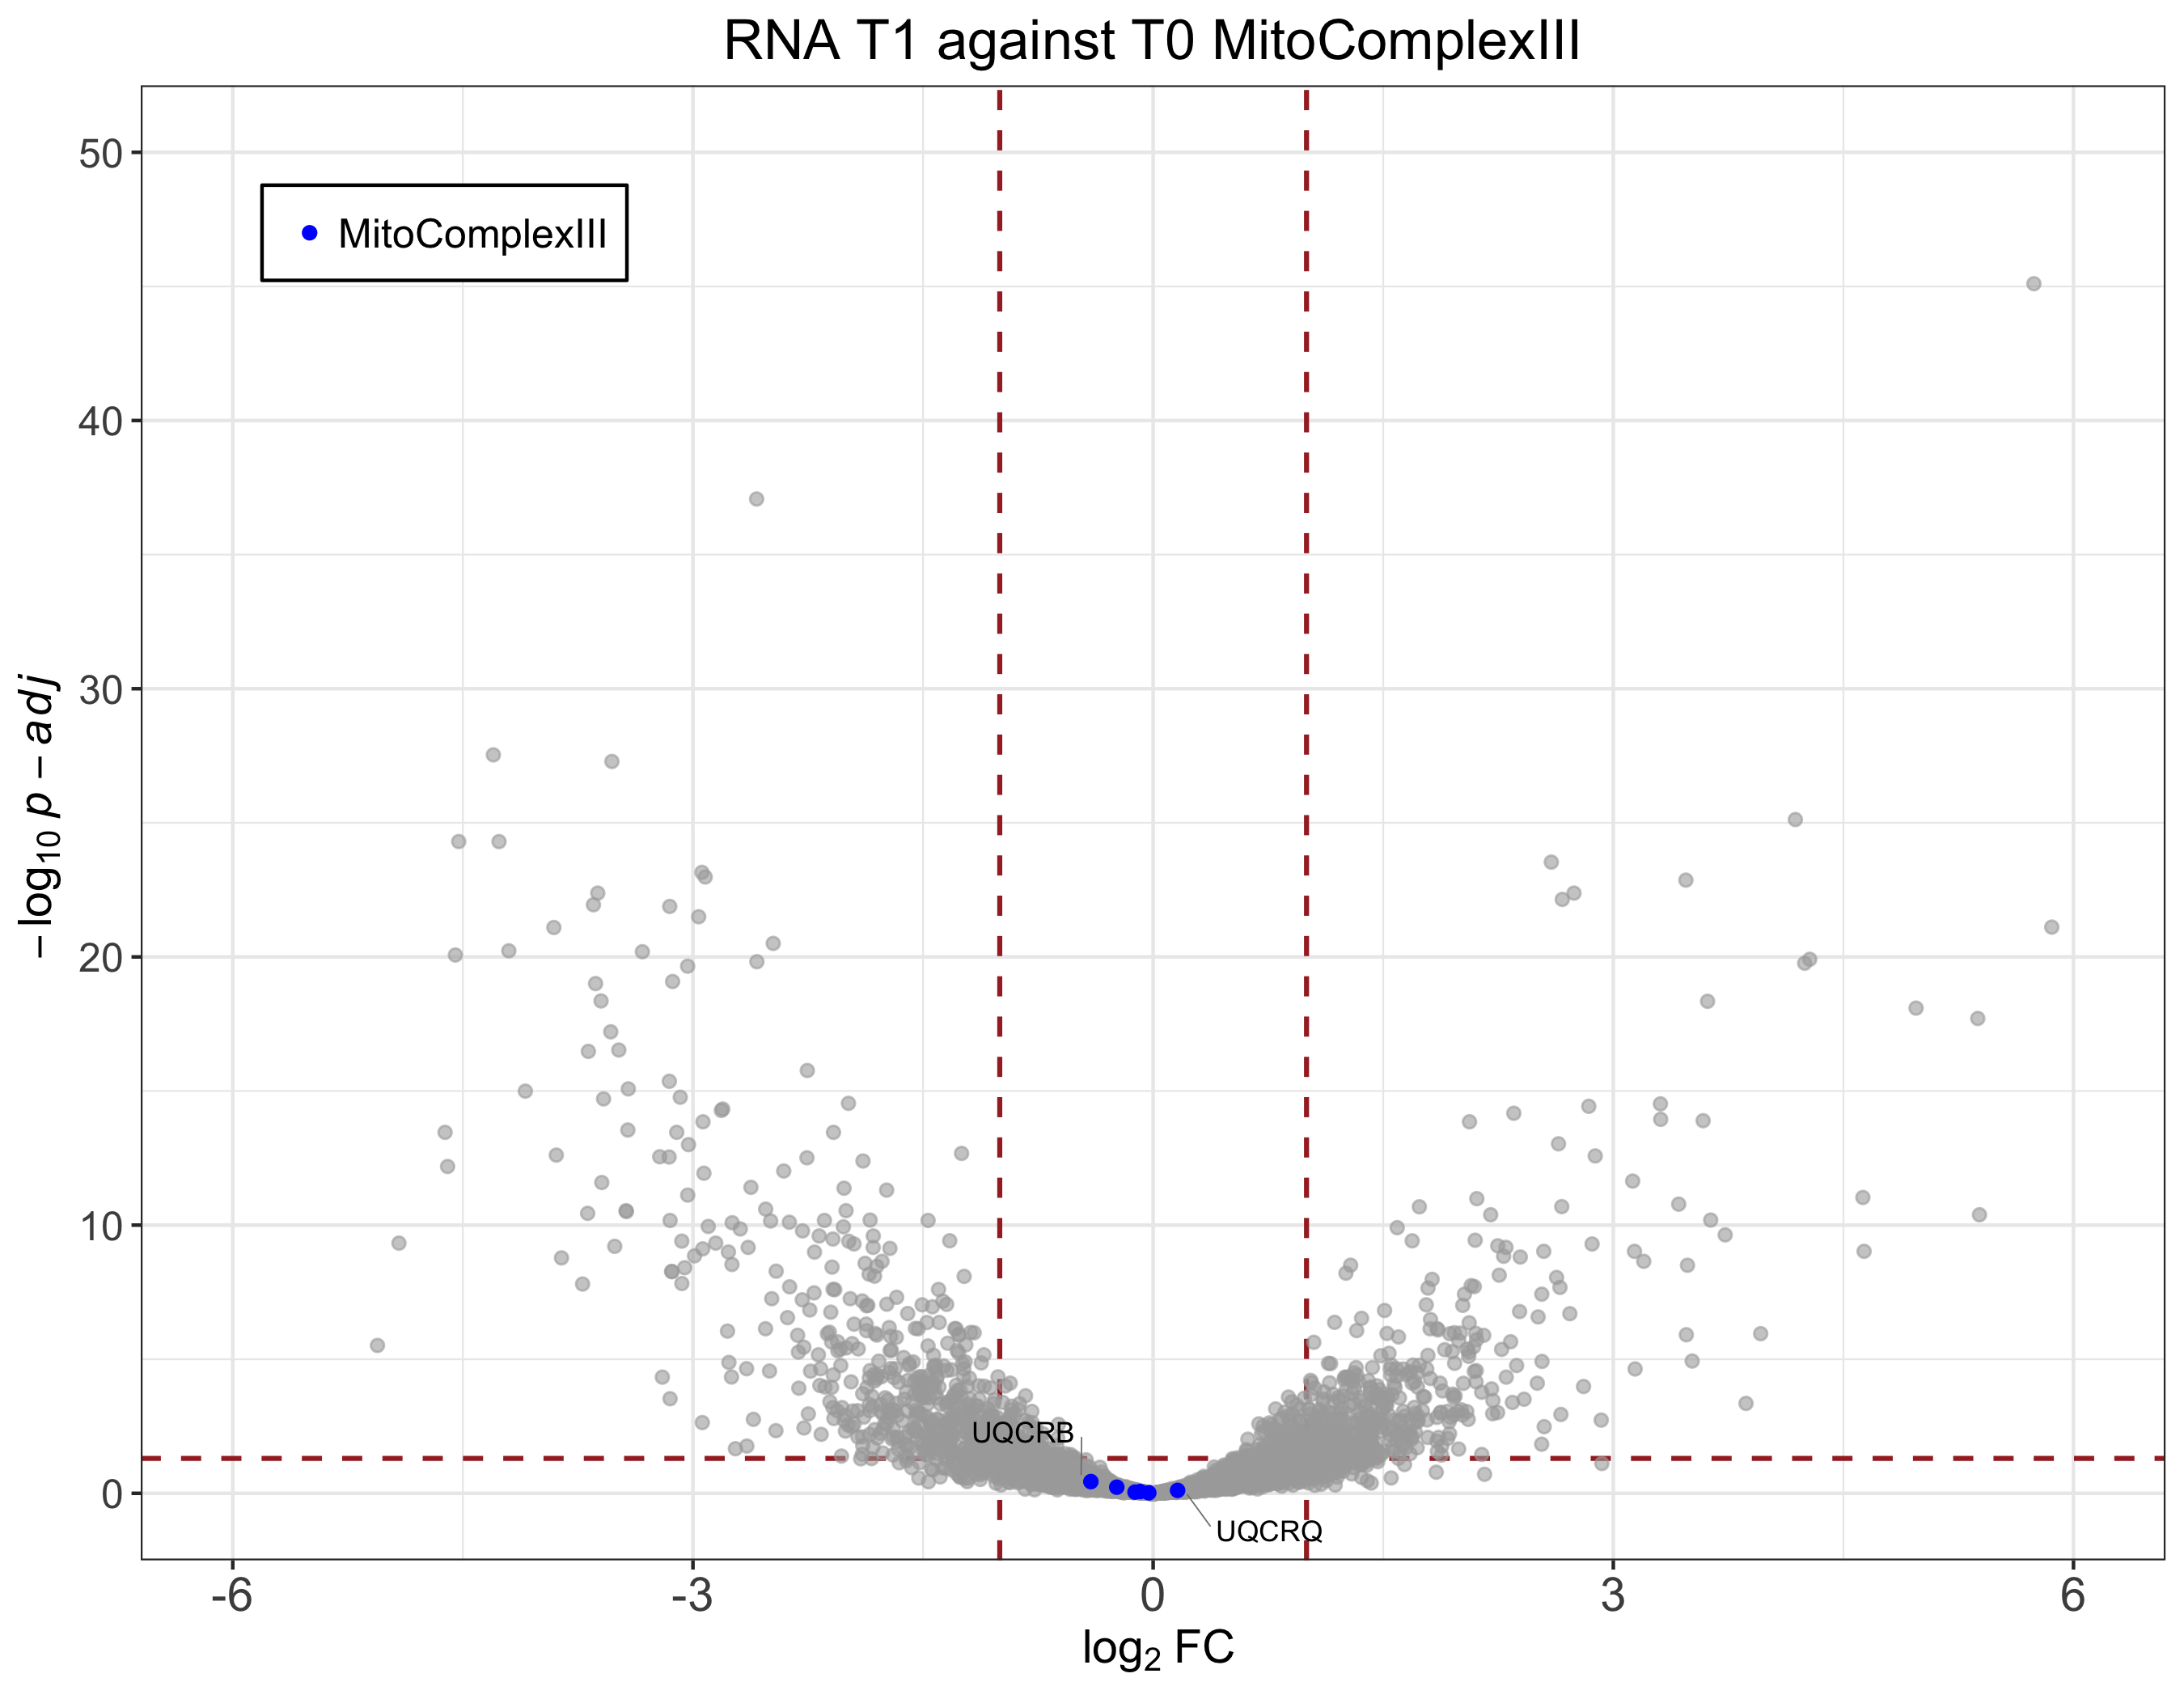 RNA T1 against T0 MitoComplexIII
50
MitoComplexIII
40
30
20
10
0
−log10 p − adj
UQCRB
UQCRQ
-6
-3
0
3
6
log2 FC